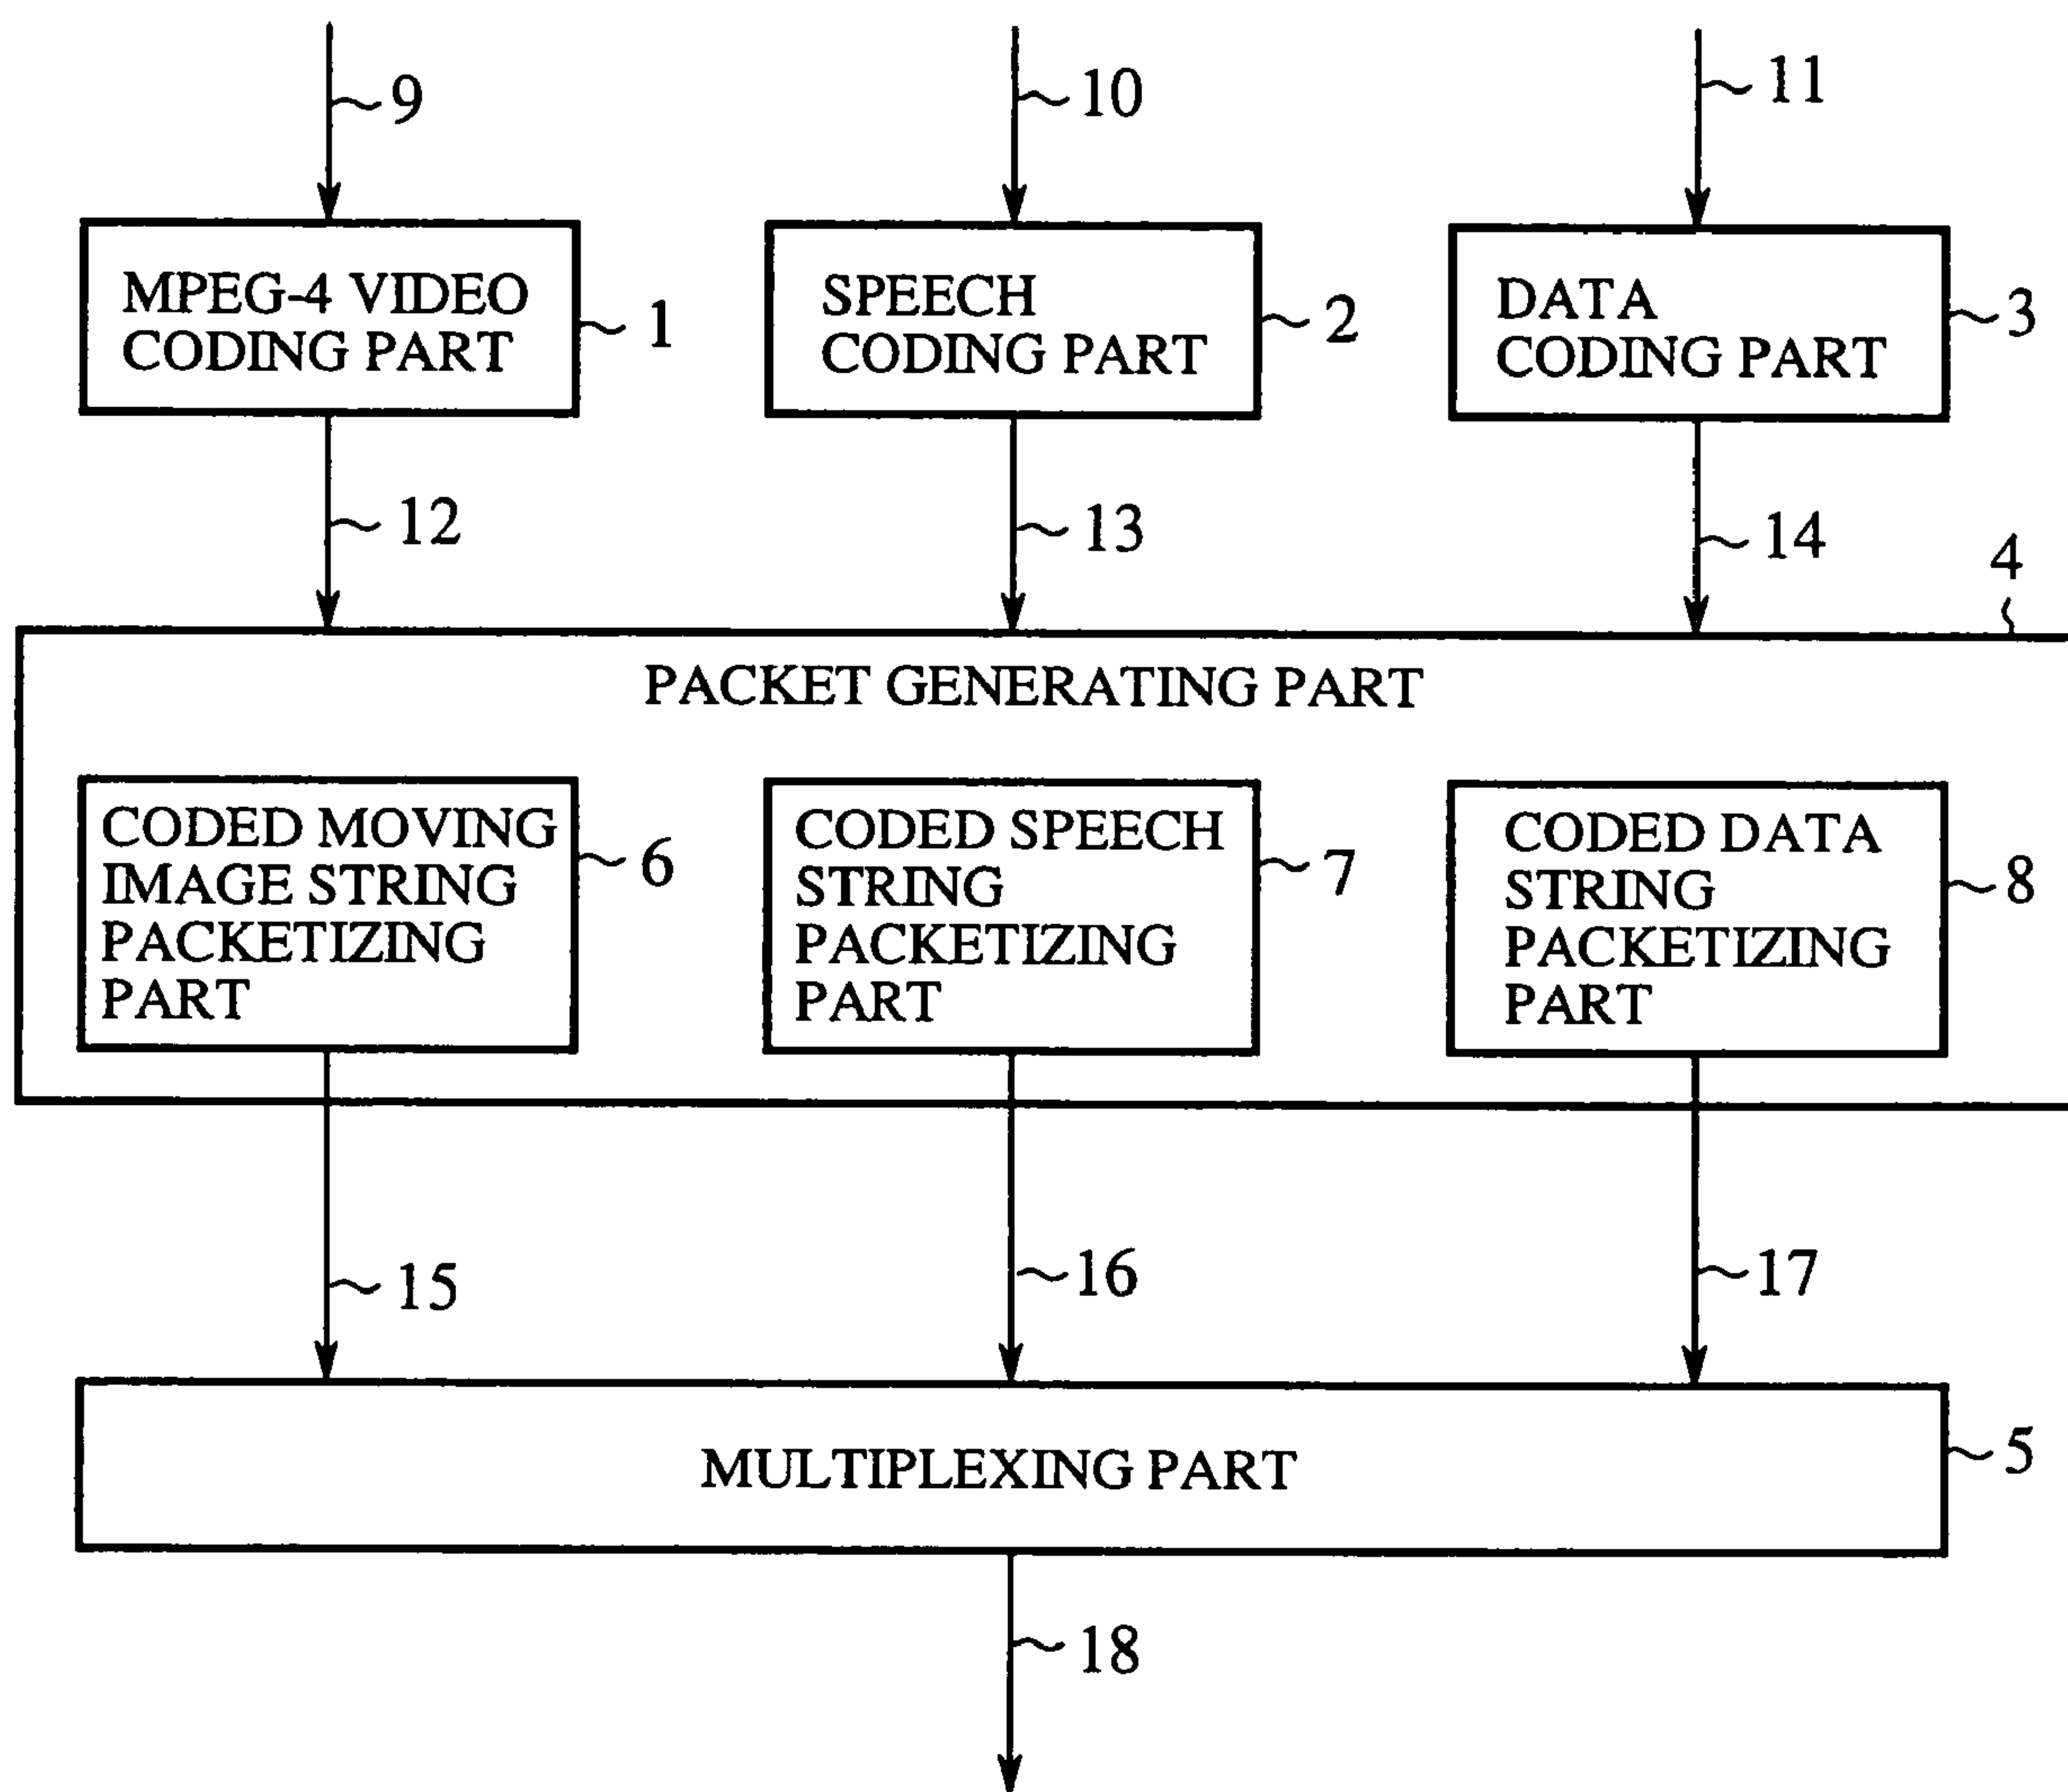 9
10
11
MPEG-4 VIDEO
CODING PART
1
SPEECH
CODING PART
2
DATA
CODING PART
3
12
13
14
4
PACKET GENERATING PART
CODED MOVING
IMAGE STRING
PACKETIZING
PART
6
CODED SPEECH
STRING
PACKETIZING
PART
7
CODED DATA
STRING
PACKETIZING
PART
8
15
16
17
MULTIPLEXING PART
5
18